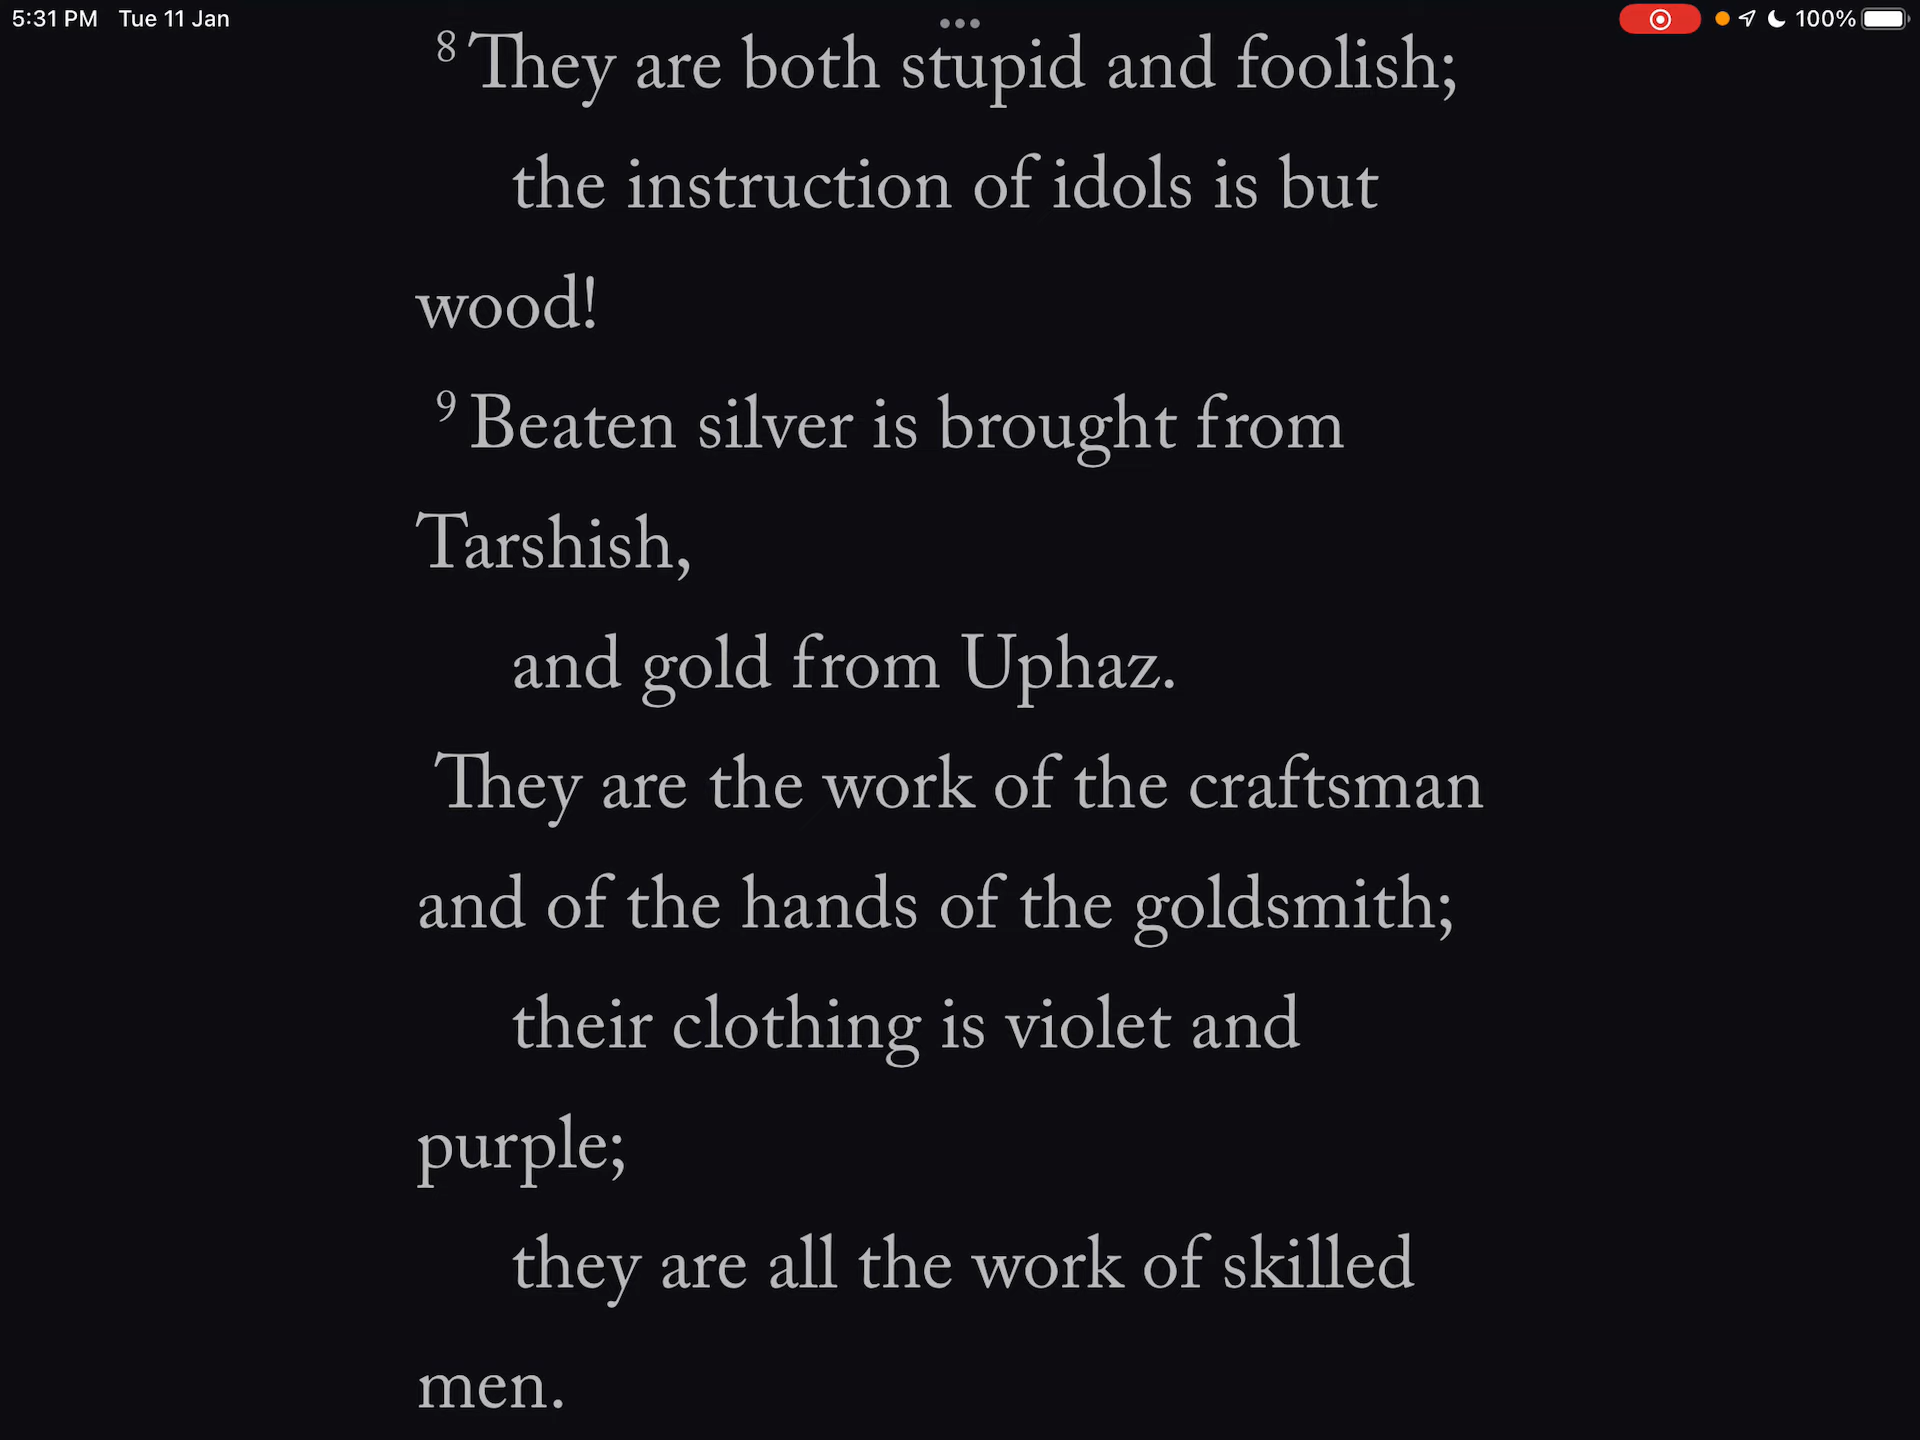 5:31 PM Tue 11 Jan
100%
8 They are both stupid and foolish;
the instruction of idols is but
wood!
9 Beaten silver is brought from
Tarshish,
and gold from Uphaz.
They are the work of the craftsman
and of the hands of the goldsmith;
their clothing is violet and
purple;
they are all the work of skilled
men.